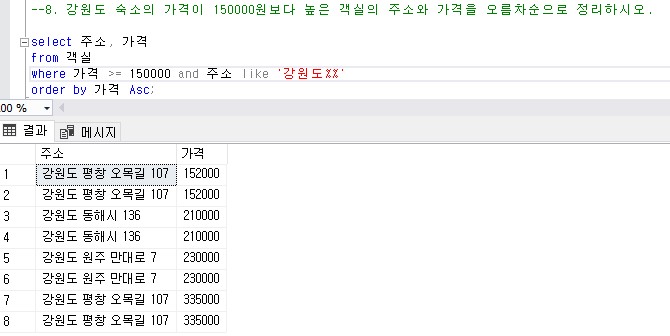 --8. 강원도 숙소의 가격이 150000원보다 높은 객실의 주소와 가격을 오름차순으로 정리하시오.
select 주소, 가격
from 객실
where 가격 >= 150000 and 주소 like '강원도%%'
order by 가격 Asc;
00 %
결과 메시지
주소 가격
1 강원도 평창 오목길 107 152000
2 강원도 평창 오목길 107 152000
3 강원도 동해시 136 210000
4 강원도 동해시 136 210000
5 강원도 원주 만대로 7 230000
6 강원도 원주 만대로 7 230000
7 강원도 평창 오목길 107 335000
8 강원도 평창 오목길 107 335000